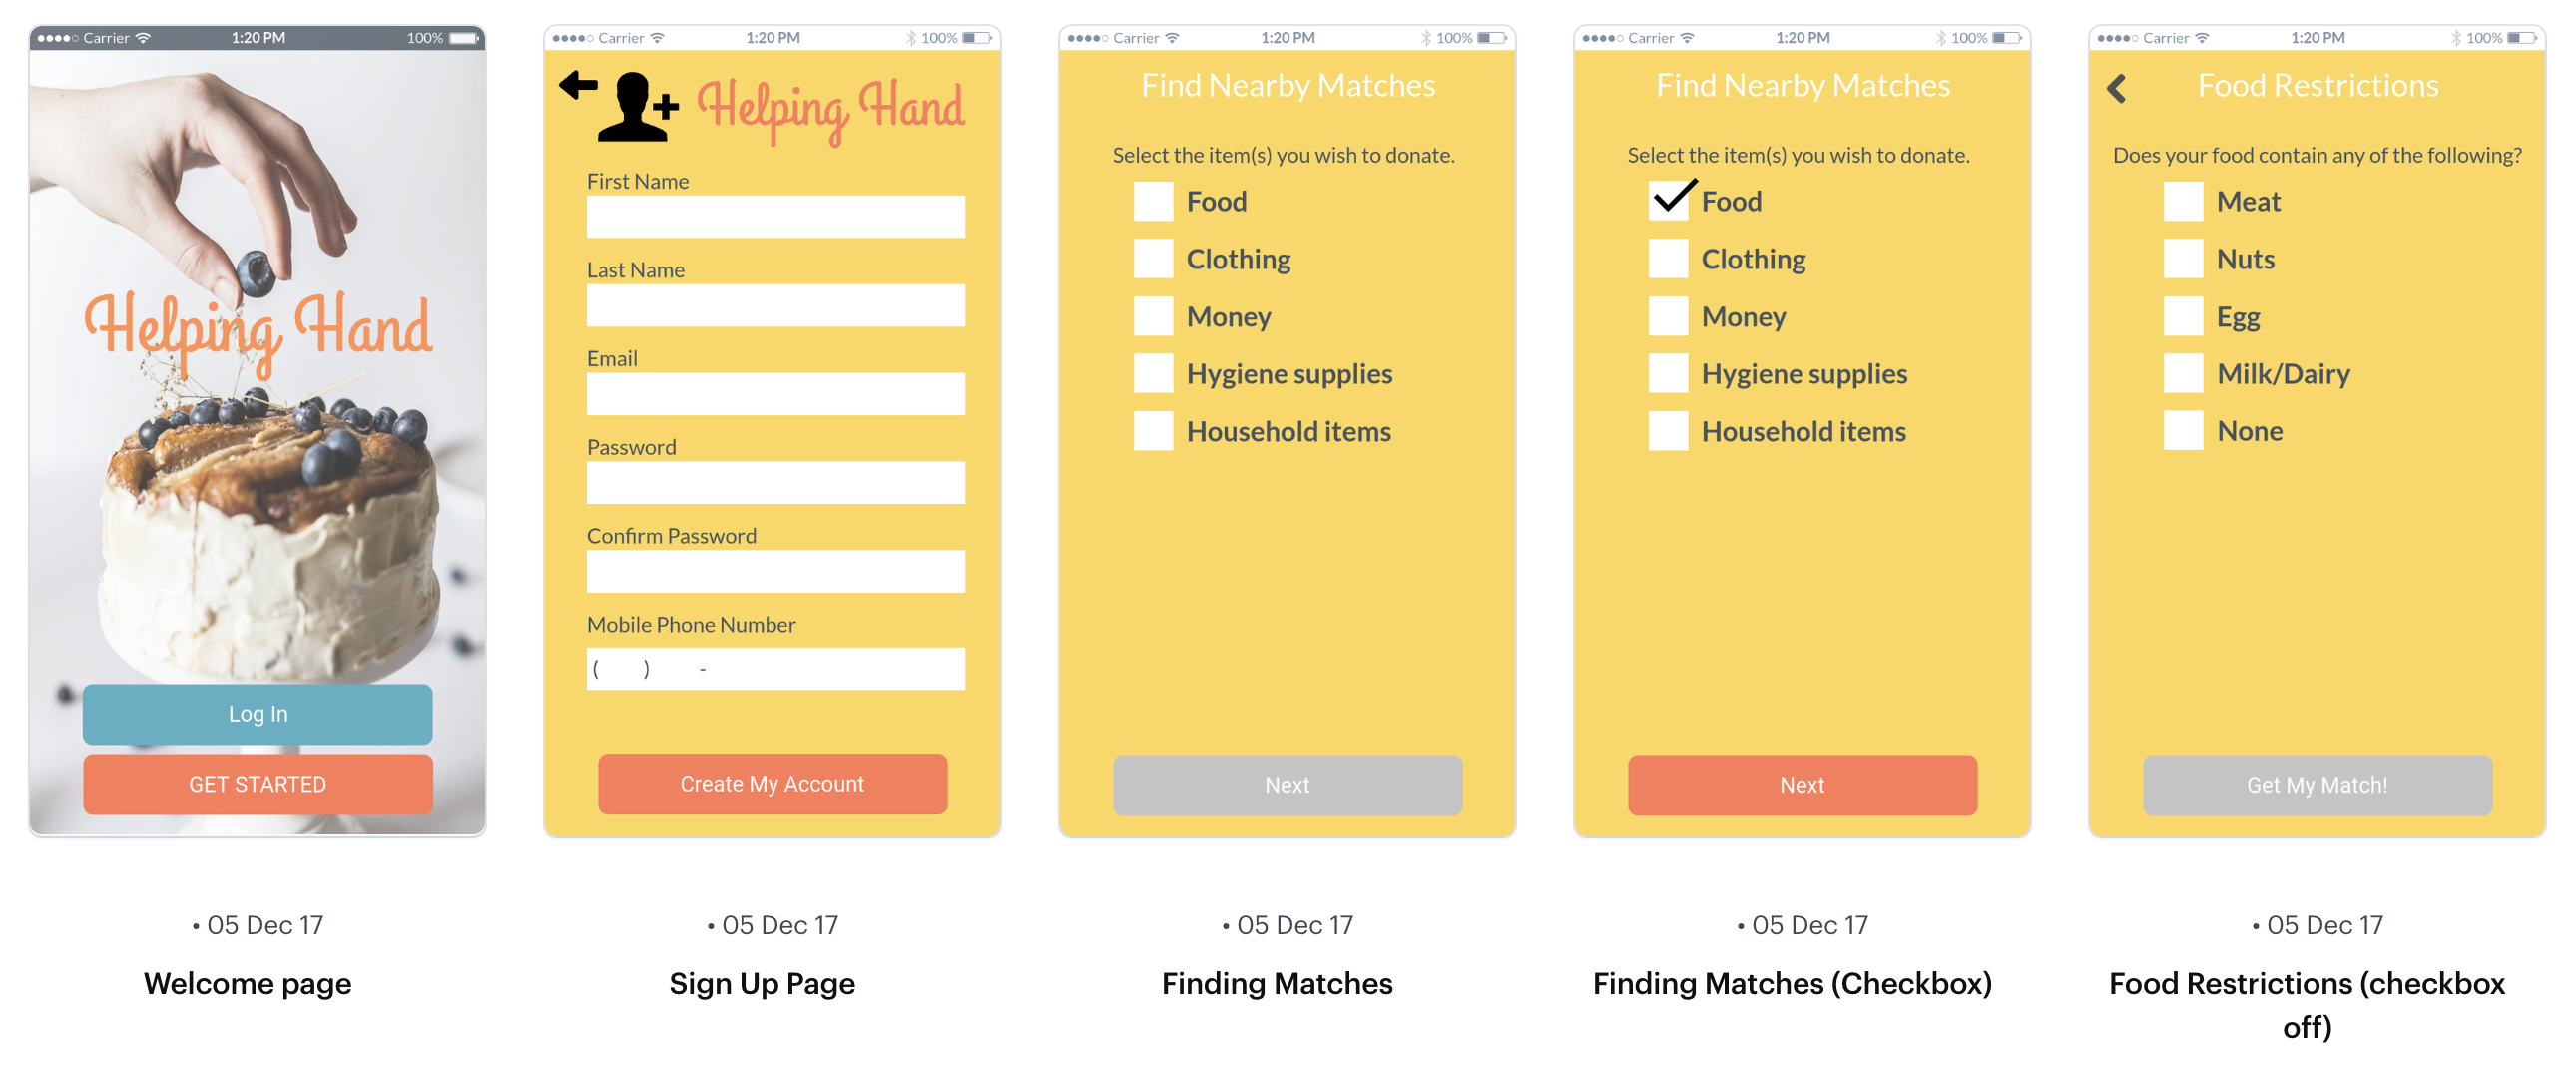 Carrier 1:20 PM 100%
Helping Hand
Log In
GET STARTED
• 05 Dec 17
Welcome page
Carrier 1:20 PM 100%
Helping Hand
First Name
Last Name
Email
Password
Confirm Password
Mobile Phone Number
( ) -
Create My Account
• 05 Dec 17
Sign Up Page
Carrier 1:20 PM 100%
Find Nearby Matches
Select the item(s) you wish to donate.
Food
Clothing
Money
Hygiene supplies
Household items
Next
• 05 Dec 17
Finding Matches
Carrier 1:20 PM 100%
Find Nearby Matches
Select the item(s) you wish to donate.
Food
Clothing
Money
Hygiene supplies
Household items
Next
• 05 Dec 17
Finding Matches (Checkbox)
Carrier 1:20 PM 100%
Food Restrictions
Does your food contain any of the following?
Meat
Nuts
Egg
Milk/Dairy
None
Get My Match!
• 05 Dec 17
Food Restrictions (checkbox
off)